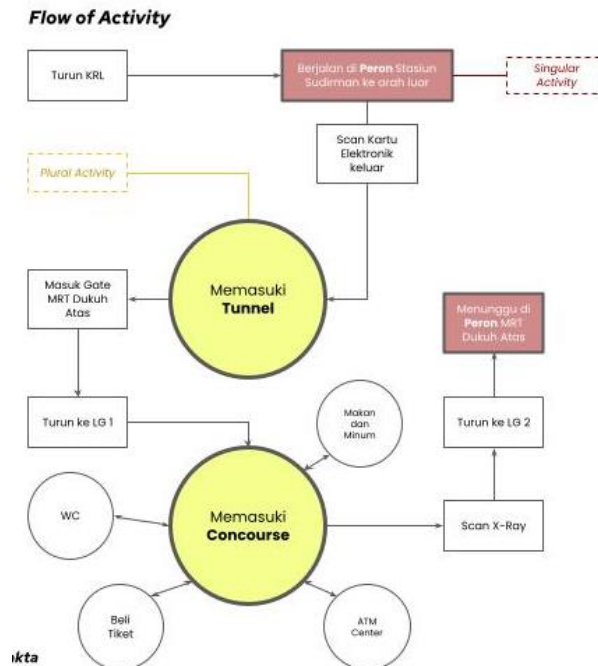 Flow of Activity
Turun KRL
Berjalan di Peron Stasiun
Sudirman ke arah luar
Singular
Activity
Scan Kartu
Elektronik
keluar
Plural Activity
Memasuki
Tunnel
Masuk Gate
MRT Dukuh
Atas
Menunggu di
Peron MRT
Dukuh Atas
Turun ke LG 1
Makan
dan
Minum
Turun ke LG 2
WC
Memasuki
Concourse
Scan X-Ray
Beli
Tiket
ATM
Center